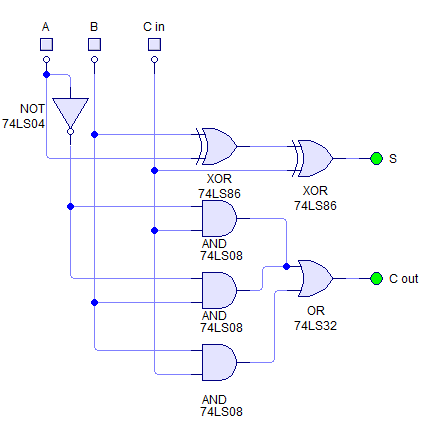 A
B
C in
NOT
74LS04
S
XOR
74LS86
XOR
74LS86
AND
74LS08
C out
AND
74LS08
OR
74LS32
AND
74LS08